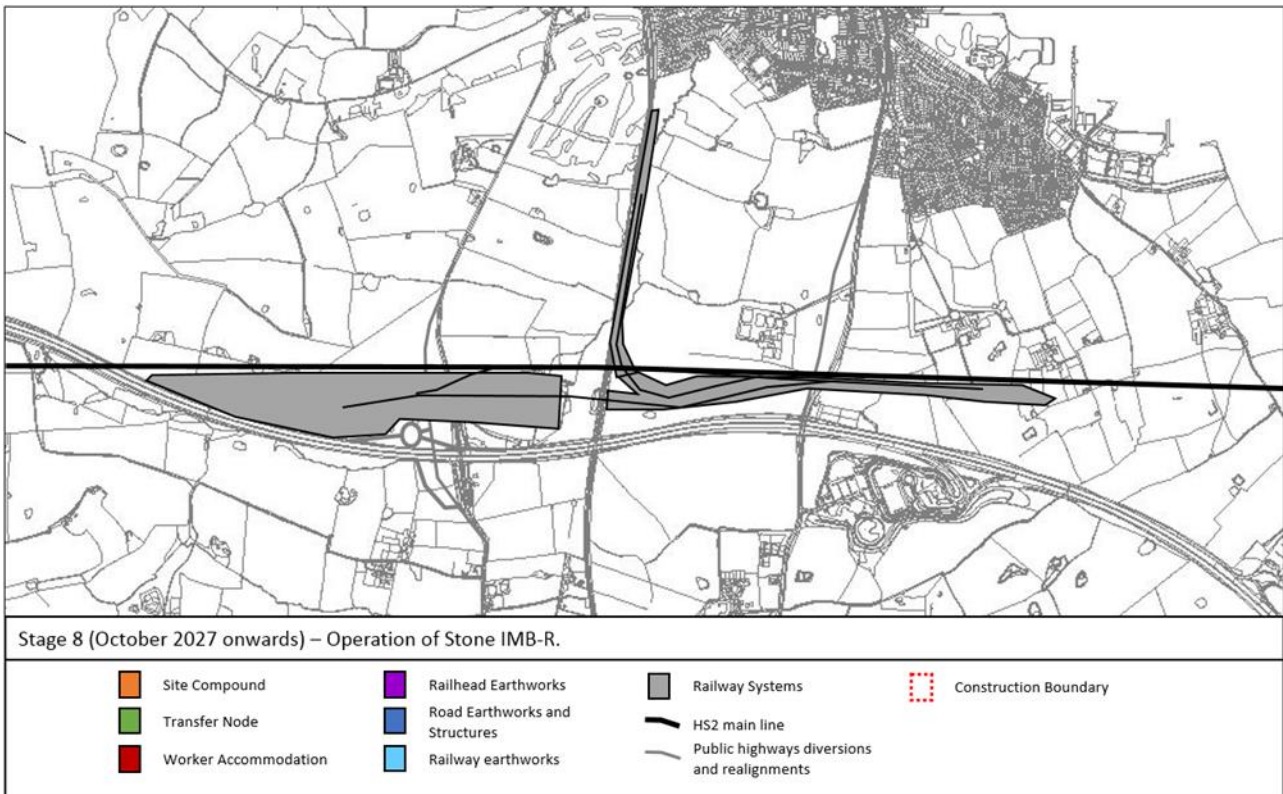 Stage 8 (October 2027 onwards) – Operation of Stone IMB-R.
Site Compound
Transfer Node
Worker Accommodation
Railhead Earthworks
Road Earthworks and
Structures
Railway earthworks
Railway Systems
HS2 main line
Public highways diversions
and realignments
Construction Boundary